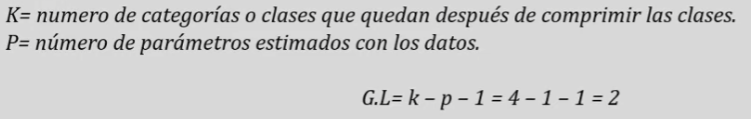 K= numero de categorías o clases que quedan después de comprimir las clases.
P= número de parámetros estimados con los datos.
G.L= k – p – 1 = 4 – 1 – 1 = 2